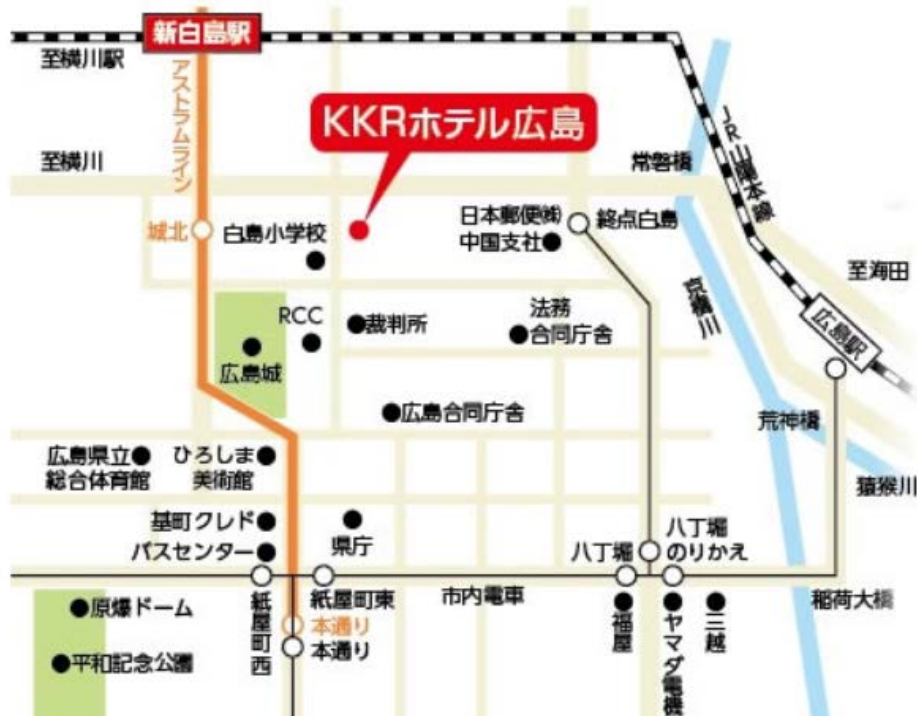 新白島駅
至横川駅
アストラムライン
KKRホテル広島
JR山陽本線
至横川
常磐橋
城北
白島小学校
日本郵便㈱
中国支社
終点白島
至海田
京橋川
RCC
裁判所
法務
合同庁舎
広島駅
広島城
広島合同庁舎
荒神橋
広島県立
総合体育館
ひろしま
美術館
猿猴川
基町クレド
バスセンター
県庁
八丁堀
八丁堀
のりかえ
紙屋町西
紙屋町東
市内電車
稲荷大橋
原爆ドーム
本通り
本通り
福屋
ヤマダ電機
三越
平和記念公園